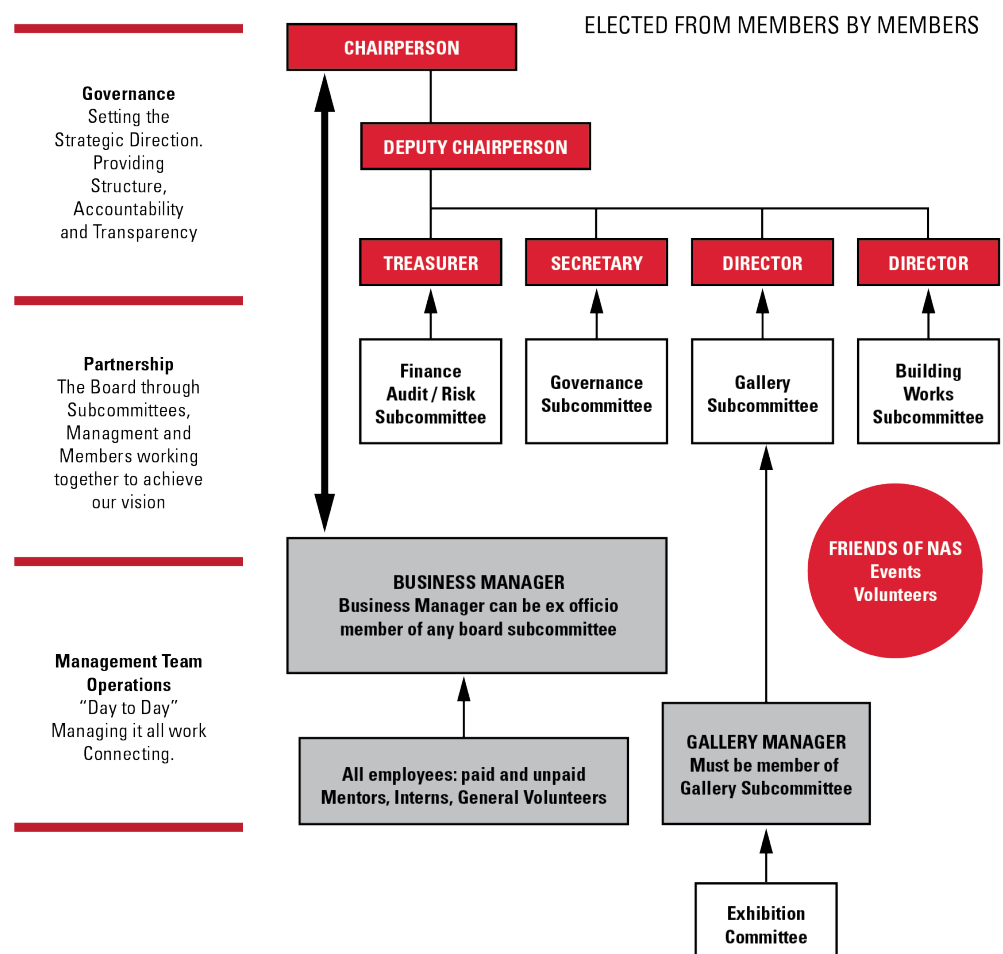 ELECTED FROM MEMBERS BY MEMBERS
CHAIRPERSON
Governance
Setting the
Strategic Direction.
Providing
Structure,
Accountability
and Transparency
DEPUTY CHAIRPERSON
TREASURER
SECRETARY
DIRECTOR
DIRECTOR
Partnership
The Board through
Subcommittees,
Managment and
Members working
together to achieve
our vision
Finance
Audit / Risk
Subcommittee
Governance
Subcommittee
Gallery
Subcommittee
Building
Works
Subcommittee
FRIENDS OF NAS
Events
Volunteers
BUSINESS MANAGER
Business Manager can be ex officio
member of any board subcommittee
Management Team
Operations
“Day to Day”
Managing it all work
Connecting.
All employees: paid and unpaid
Mentors, Interns, General Volunteers
GALLERY MANAGER
Must be member of
Gallery Subcommittee
Exhibition
Committee